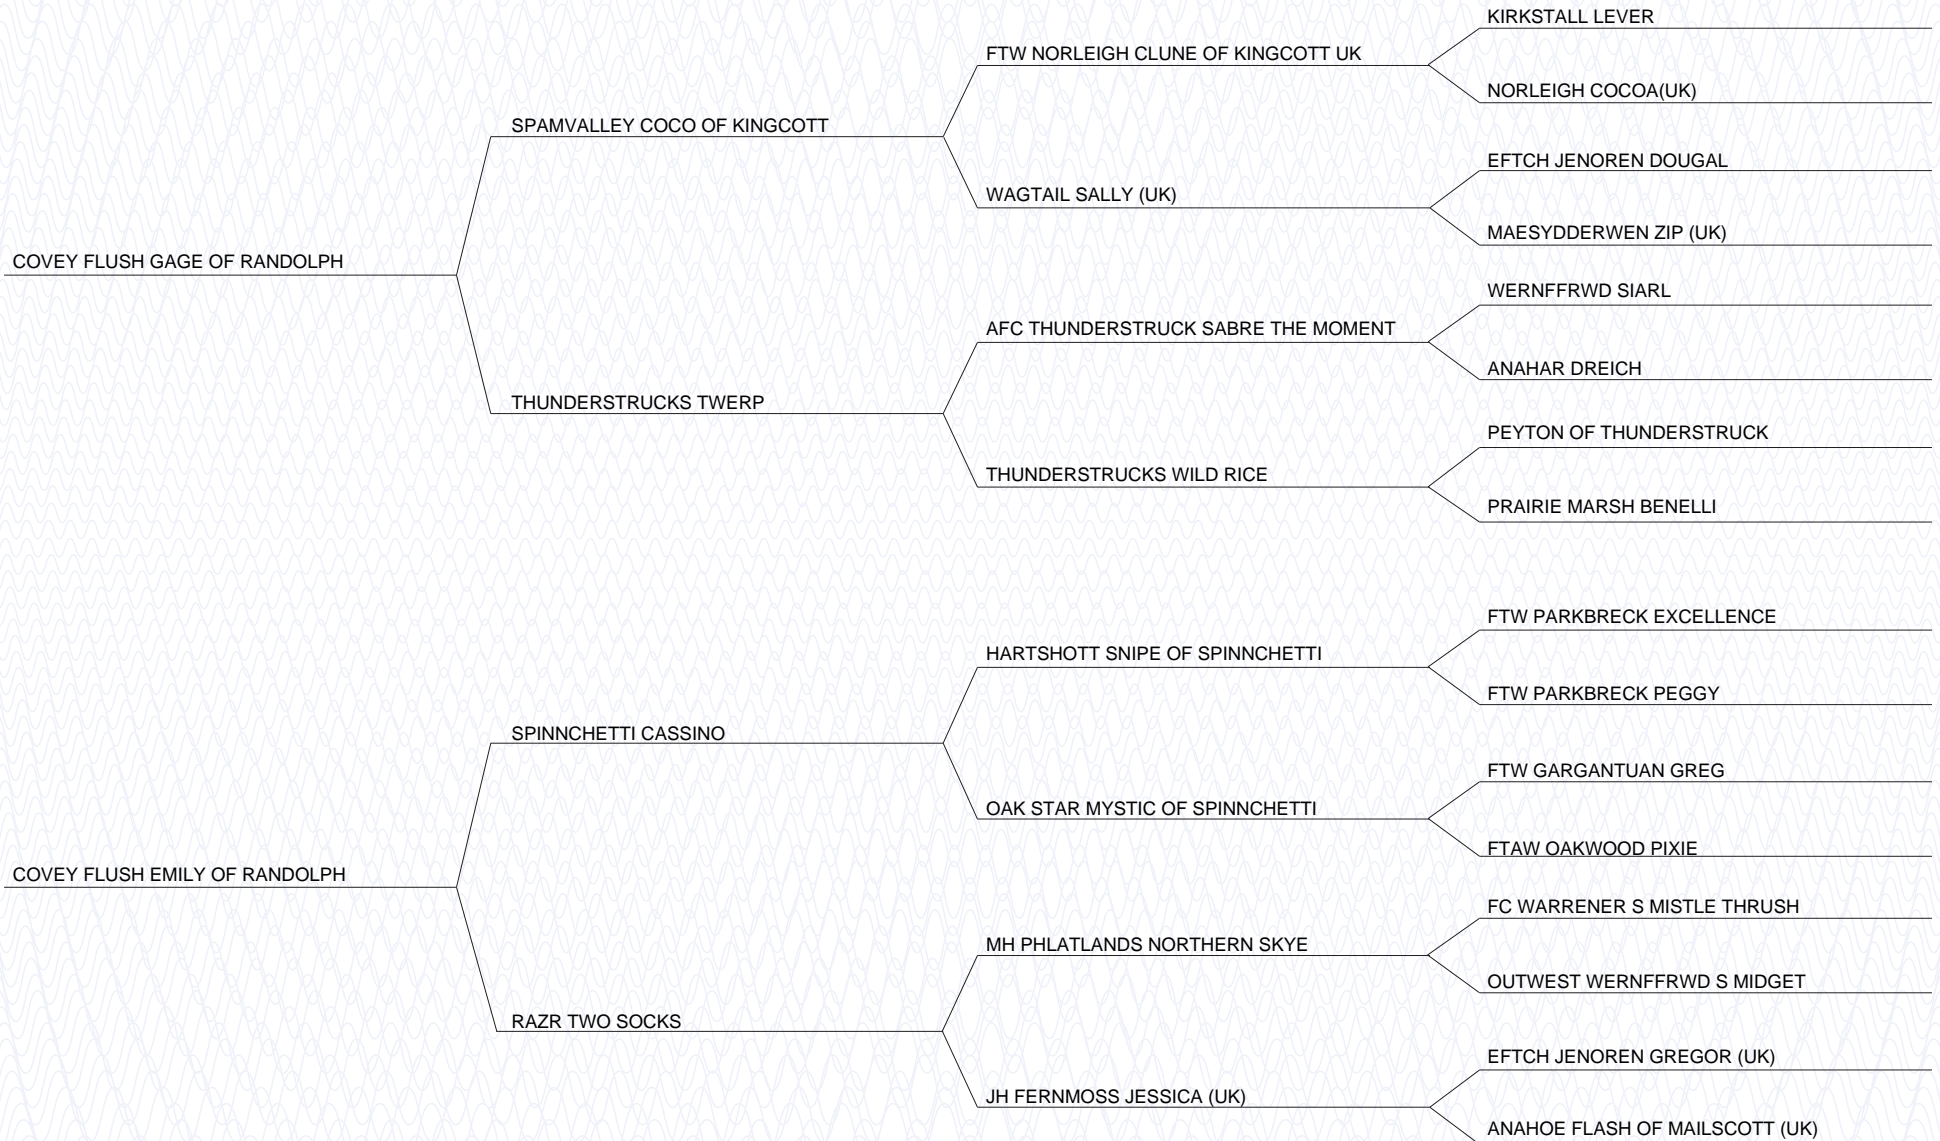 COVEY FLUSH GAGE OF RANDOLPH
SPAMVALLEY COCO OF KINGCOTT
FTW NORLEIGH CLUNE OF KINGCOTT UK
KIRKSTALL LEVER
NORLEIGH COCOA(UK)
WAGTAIL SALLY (UK)
EFTCH JENOREN DOUGAL
MAESYDDERWEN ZIP (UK)
THUNDERSTRUCKS TWERP
AFC THUNDERSTRUCK SABRE THE MOMENT
WERNFFRWD SIARL
ANAHAR DREICH
THUNDERSTRUCKS WILD RICE
PEYTON OF THUNDERSTRUCK
PRAIRIE MARSH BENELLI
COVEY FLUSH EMILY OF RANDOLPH
SPINNCHETTI CASSINO
HARTSHOTT SNIPE OF SPINNCHETTI
FTW PARKBRECK EXCELLENCE
FTW PARKBRECK PEGGY
OAK STAR MYSTIC OF SPINNCHETTI
FTW GARGANTUAN GREG
FTAW OAKWOOD PIXIE
RAZR TWO SOCKS
MH PHLATLANDS NORTHERN SKYE
FC WARRENER S MISTLE THRUSH
OUTWEST WERNFFRWD S MIDGET
JH FERNMOSS JESSICA (UK)
EFTCH JENOREN GREGOR (UK)
ANAHOE FLASH OF MAILSCOTT (UK)